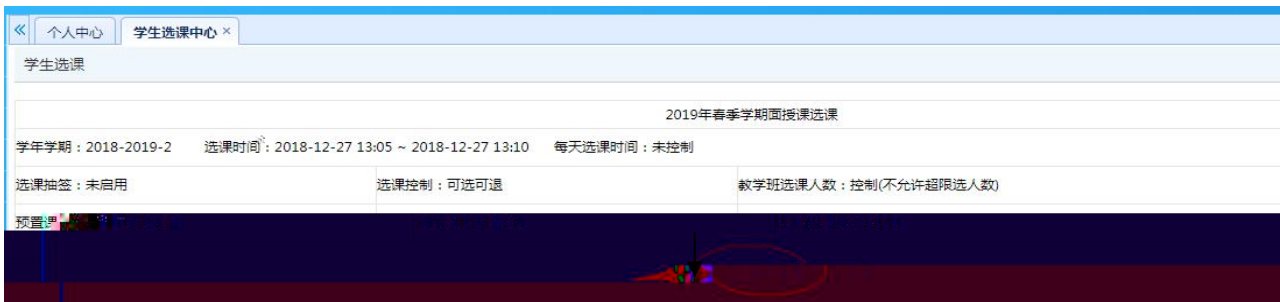 个人中心 学生选课中心 ×
学生选课
2019年春季学期面授课选课
学年学期：2018-2019-2 选课时间：2018-12-27 13:05 ~ 2018-12-27 13:10 每天选课时间：未控制
选课抽签：未启用 选课控制：可选可退 教学班选课人数：控制(不允许超限选人数)
预置课